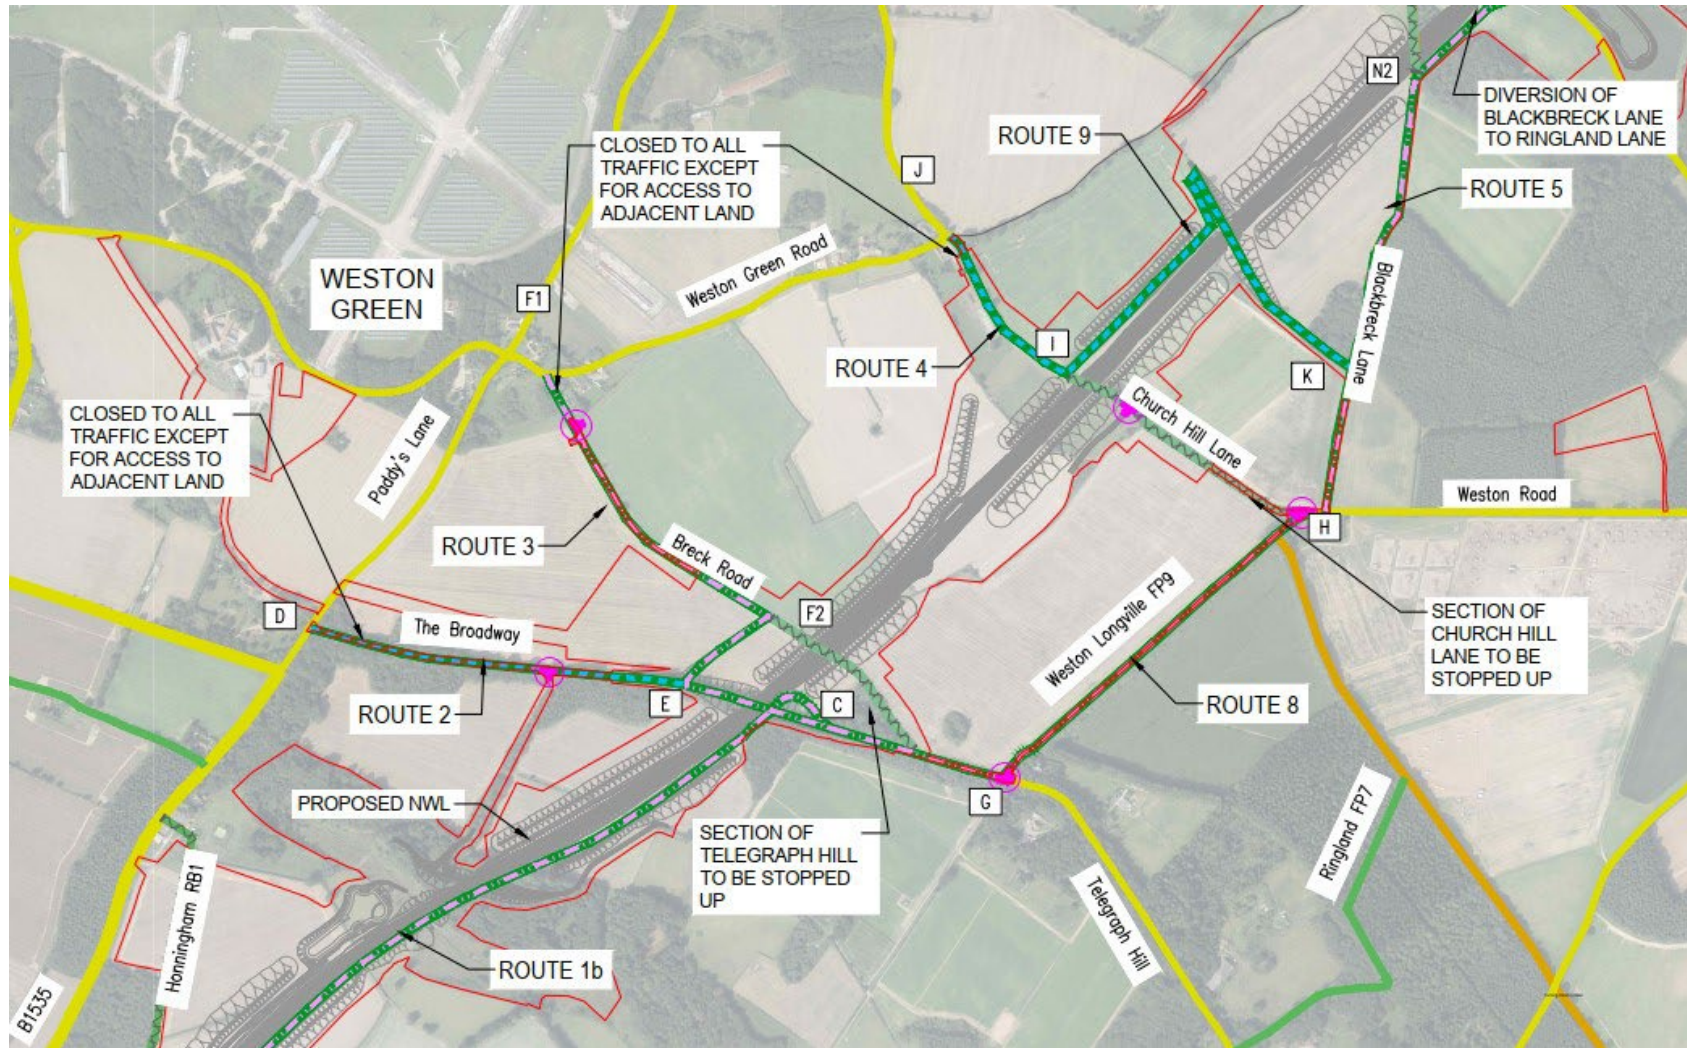 N2
DIVERSION OF
BLACKBRECK LANE
TO RINGLAND LANE
ROUTE 9
CLOSED TO ALL
TRAFFIC EXCEPT
FOR ACCESS TO
ADJACENT LAND
J
ROUTE 5
WESTON
GREEN
F1
Weston Green Road
Blackbreck Lane
I
ROUTE 4
K
CLOSED TO ALL
TRAFFIC EXCEPT
FOR ACCESS TO
ADJACENT LAND
Paddy's Lane
Church Hill Lane
Weston Road
H
ROUTE 3
Breck Road
D
The Broadway
F2
Weston Longville FP9
SECTION OF
CHURCH HILL
LANE TO BE
STOPPED UP
ROUTE 2
E
C
ROUTE 8
PROPOSED NWL
G
SECTION OF
TELEGRAPH HILL
TO BE STOPPED
UP
Ringland FP7
Honningham RB1
Telegraph Hill
ROUTE 1b
B1535